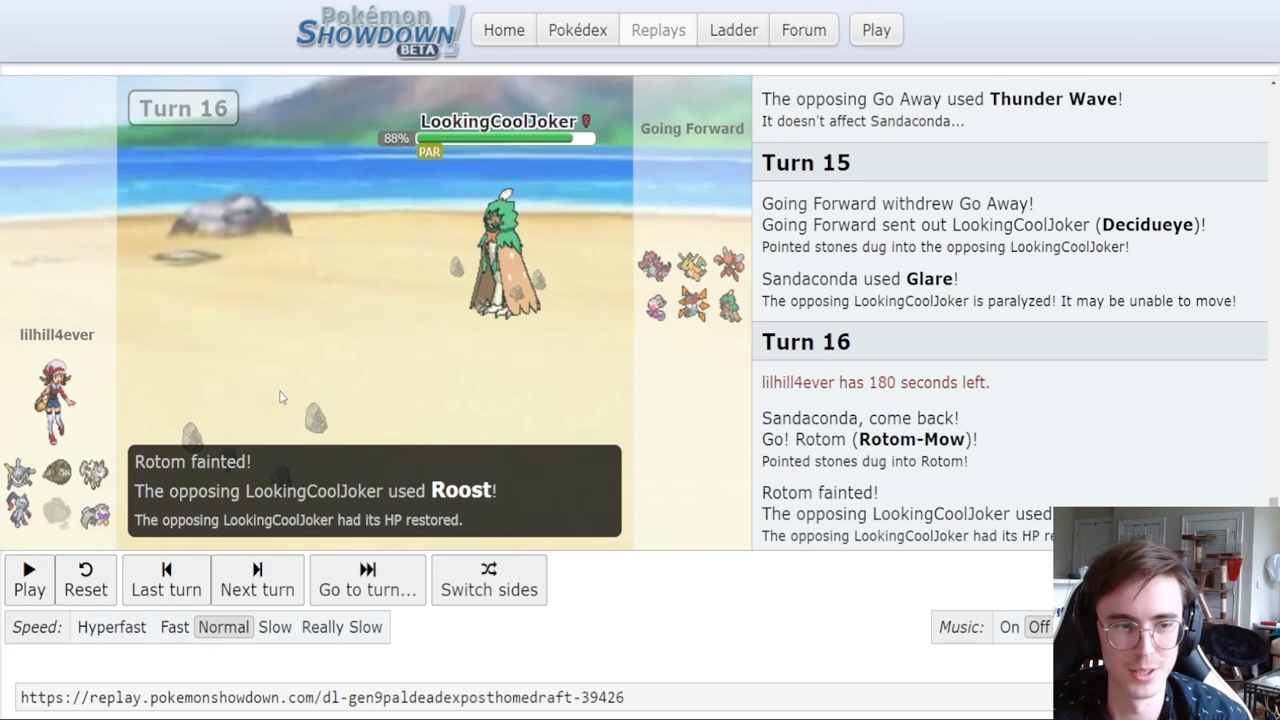 Pokémon
SHOWDOWN!
BETA
Home
Pokédex
Replays
Ladder
Forum
Play
Turn 16
LookingCoolJoker
88%
PAR
Going Forward
lilhill4ever
Rotom fainted!
The opposing LookingCoolJoker used Roost!
The opposing LookingCoolJoker had its HP restored.
The opposing Go Away used Thunder Wave!
It doesn't affect Sandaconda...
Turn 15
Going Forward withdrew Go Away!
Going Forward sent out LookingCoolJoker (Decidueye)!
Pointed stones dug into the opposing LookingCoolJoker!
Sandaconda used Glare!
The opposing LookingCoolJoker is paralyzed! It may be unable to move!
Turn 16
lilhill4ever has 180 seconds left.
Sandaconda, come back!
Go! Rotom (Rotom-Mow)!
Pointed stones dug into Rotom!
Rotom fainted!
The opposing LookingCoolJoker used
The opposing LookingCoolJoker had its HP re
Play
Reset
Last turn
Next turn
Go to turn...
Switch sides
Speed: Hyperfast Fast Normal Slow Really Slow
Music: On Off
https://replay.pokemonshowdown.com/dl-gen9paldeadexposthomedraft-39426